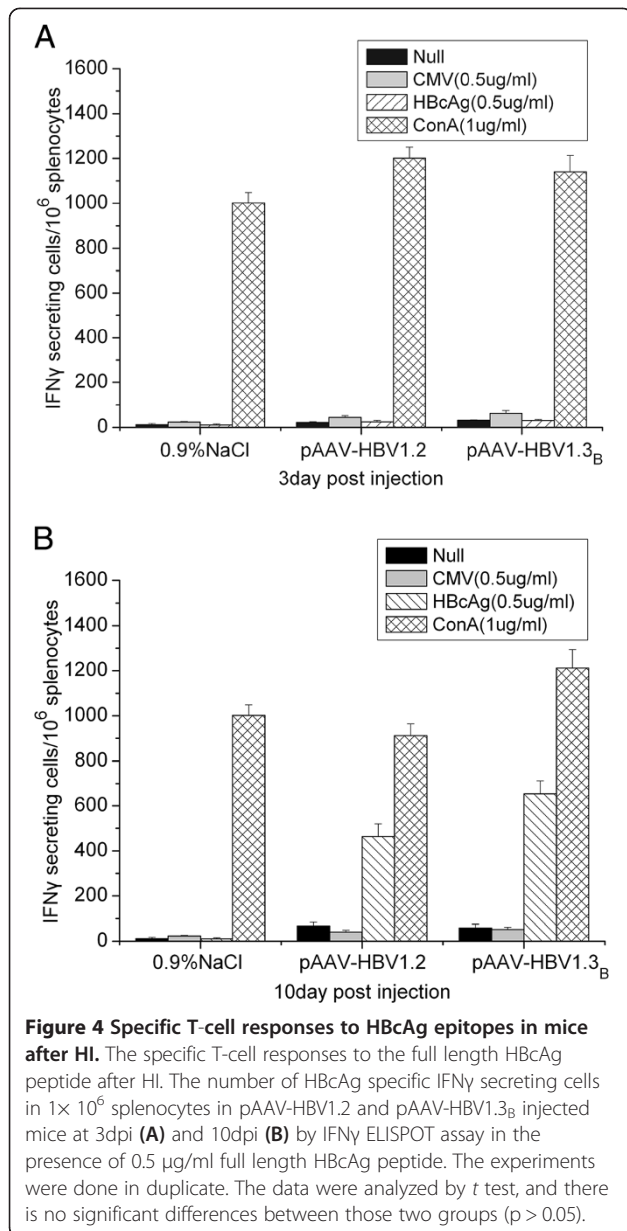 A
Null
CMV(0.5ug/ml)
HBcAg(0.5ug/ml)
ConA(1ug/ml)
1600
1400
1200
1000
800
600
400
200
0
IFNγ secreting cells/10⁶ splenocytes
0.9%NaCl pAAV-HBV1.2 pAAV-HBV1.3B
3day post injection
B
Null
CMV(0.5ug/ml)
HBcAg(0.5ug/ml)
ConA(1ug/ml)
1600
1400
1200
1000
800
600
400
200
0
IFNγ secreting cells/10⁶ splenocytes
0.9%NaCl pAAV-HBV1.2 pAAV-HBV1.3B
10day post injection
Figure 4 Specific T-cell responses to HBcAg epitopes in mice
after HI. The specific T-cell responses to the full length HBcAg
peptide after HI. The number of HBcAg specific IFNγ secreting cells
in 1× 10⁶ splenocytes in pAAV-HBV1.2 and pAAV-HBV1.3B injected
mice at 3dpi (A) and 10dpi (B) by IFNγ ELISPOT assay in the
presence of 0.5 μg/ml full length HBcAg peptide. The experiments
were done in duplicate. The data were analyzed by t test, and there
is no significant differences between those two groups (p > 0.05).